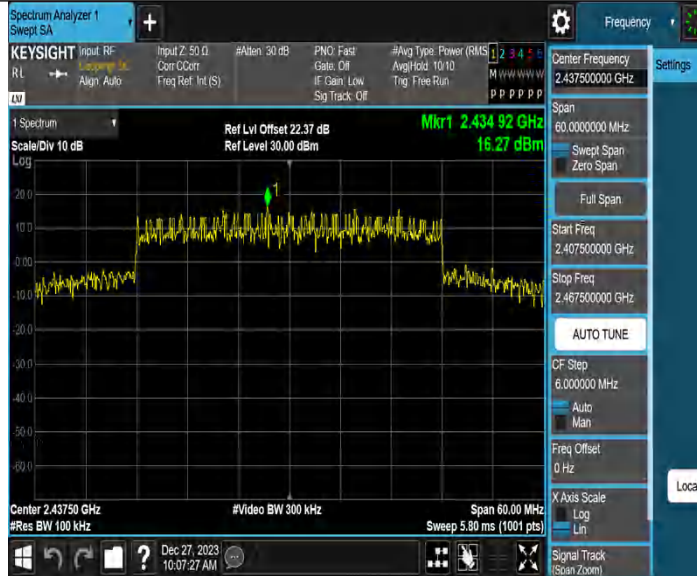 Spectrum Analyzer 1
Swept SA
+
Frequency
KEYSIGHT
Input: RF
Input Z: 50 Ω
#Atten: 30 dB
PNO: Fast
#Avg Type: Power (RMS
1 2 3 4 5 6
RL
Corr CCorr
Gate: Off
Avg|Hold: 10/10
M W W W W W
Align: Auto
Freq Ref: Int (S)
IF Gain: Low
Trig: Free Run
Sig Track: Off
P P P P P P
LXI
1 Spectrum
Ref Lvl Offset 22.37 dB
Mkr1 2.434 92 GHz
Scale/Div 10 dB
Ref Level 30.00 dBm
16.27 dBm
Log
1
20.0
10.0
0.00
-10.0
-20.0
-30.0
-40.0
-50.0
-60.0
Center 2.43750 GHz
#Video BW 300 kHz
Span 60.00 MHz
#Res BW 100 kHz
Sweep 5.80 ms (1001 pts)
?
Dec 27, 2023
10:07:27 AM
Center Frequency
2.437500000 GHz
Settings
Span
60.0000000 MHz
Swept Span
Zero Span
Full Span
Start Freq
2.407500000 GHz
Stop Freq
2.467500000 GHz
AUTO TUNE
CF Step
6.000000 MHz
Auto
Man
Freq Offset
0 Hz
X Axis Scale
Log
Lin
Loca
Signal Track
(Span Zoom)